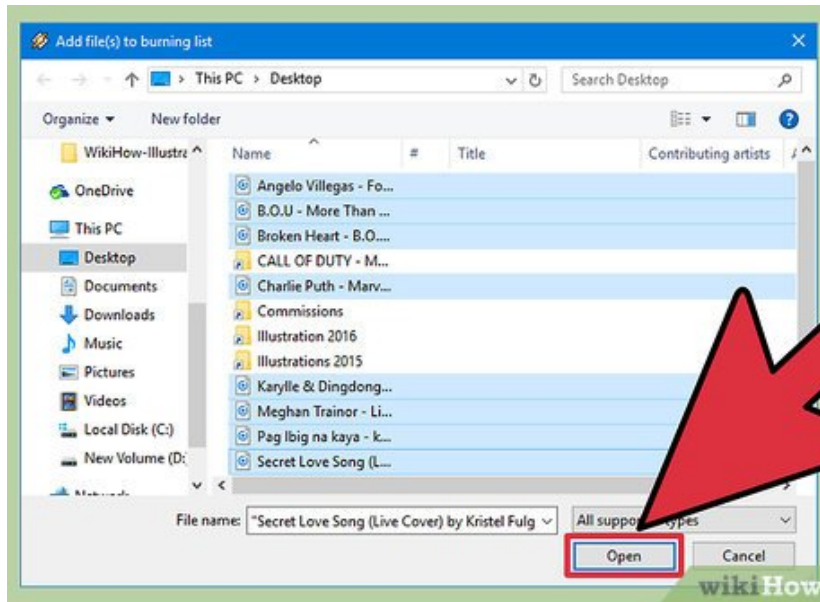 Add file(s) to burning list
This PC > Desktop
Search Desktop
Organize
New folder
WikiHow-Illustra
OneDrive
This PC
Desktop
Documents
Downloads
Music
Pictures
Videos
Local Disk (C:)
New Volume (D:
Network
Name # Title Contributing artists
Angelo Villegas - Fo...
B.O.U - More Than ...
Broken Heart - B.O....
CALL OF DUTY - M...
Charlie Puth - Marv...
Commissions
Illustration 2016
Illustrations 2015
Karylle & Dingdong...
Meghan Trainor - Li...
Pag Ibig na kaya - k...
Secret Love Song (L...
File name: "Secret Love Song (Live Cover) by Kristel Fulg
All types
Open
Cancel
wikiHow